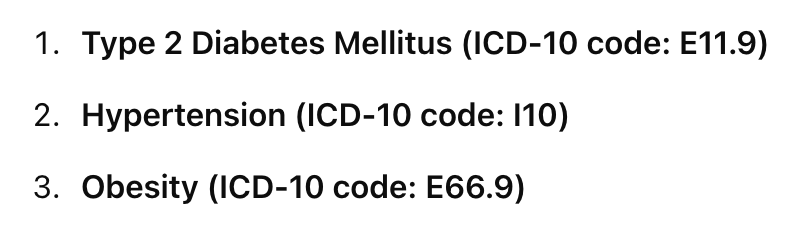 1. Type 2 Diabetes Mellitus (ICD-10 code: E11.9)
2. Hypertension (ICD-10 code: I10)
3. Obesity (ICD-10 code: E66.9)